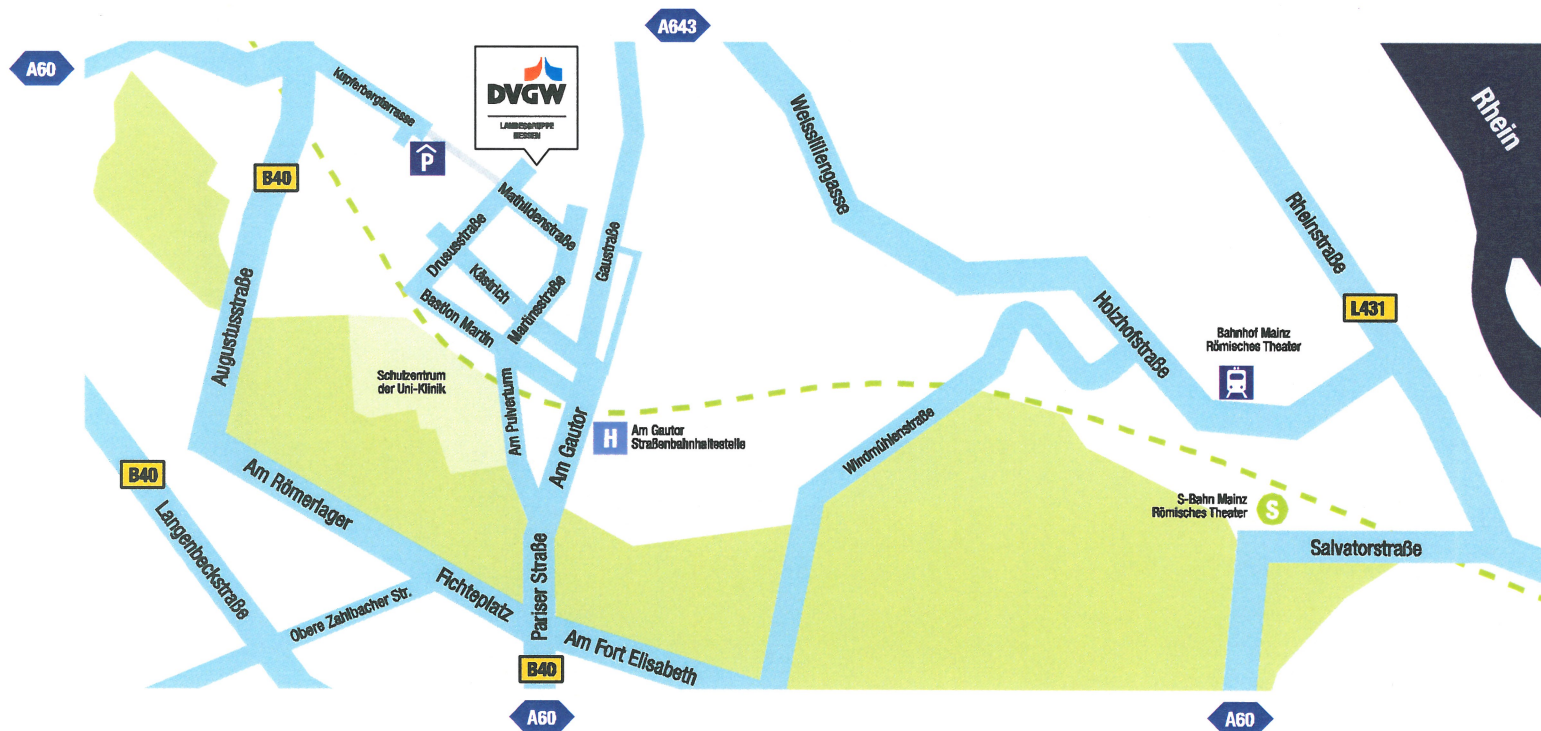 A643
A60
DVGW
LANDESGRUPPE
HESSEN
Kupferbergterrasse
P
B40
Weissliliengasse
Rhein
Mathildenstraße
Drususstraße
Gaustraße
Rheinstraße
Kästrich
Martinsstraße
Bastion Martin
Augustusstraße
L431
Holzhofstraße
Bahnhof Mainz
Römisches Theater
Schulzentrum
der Uni-Klinik
Am Pulverturm
Am Gautor
H
Am Gautor
Straßenbahnhaltestelle
Windmühlenstraße
B40
Langenbeckstraße
Am Römerlager
S-Bahn Mainz
Römisches Theater
S
Salvatorstraße
Fichteplatz
Pariser Straße
Obere Zahlbacher Str.
Am Fort Elisabeth
B40
A60
A60